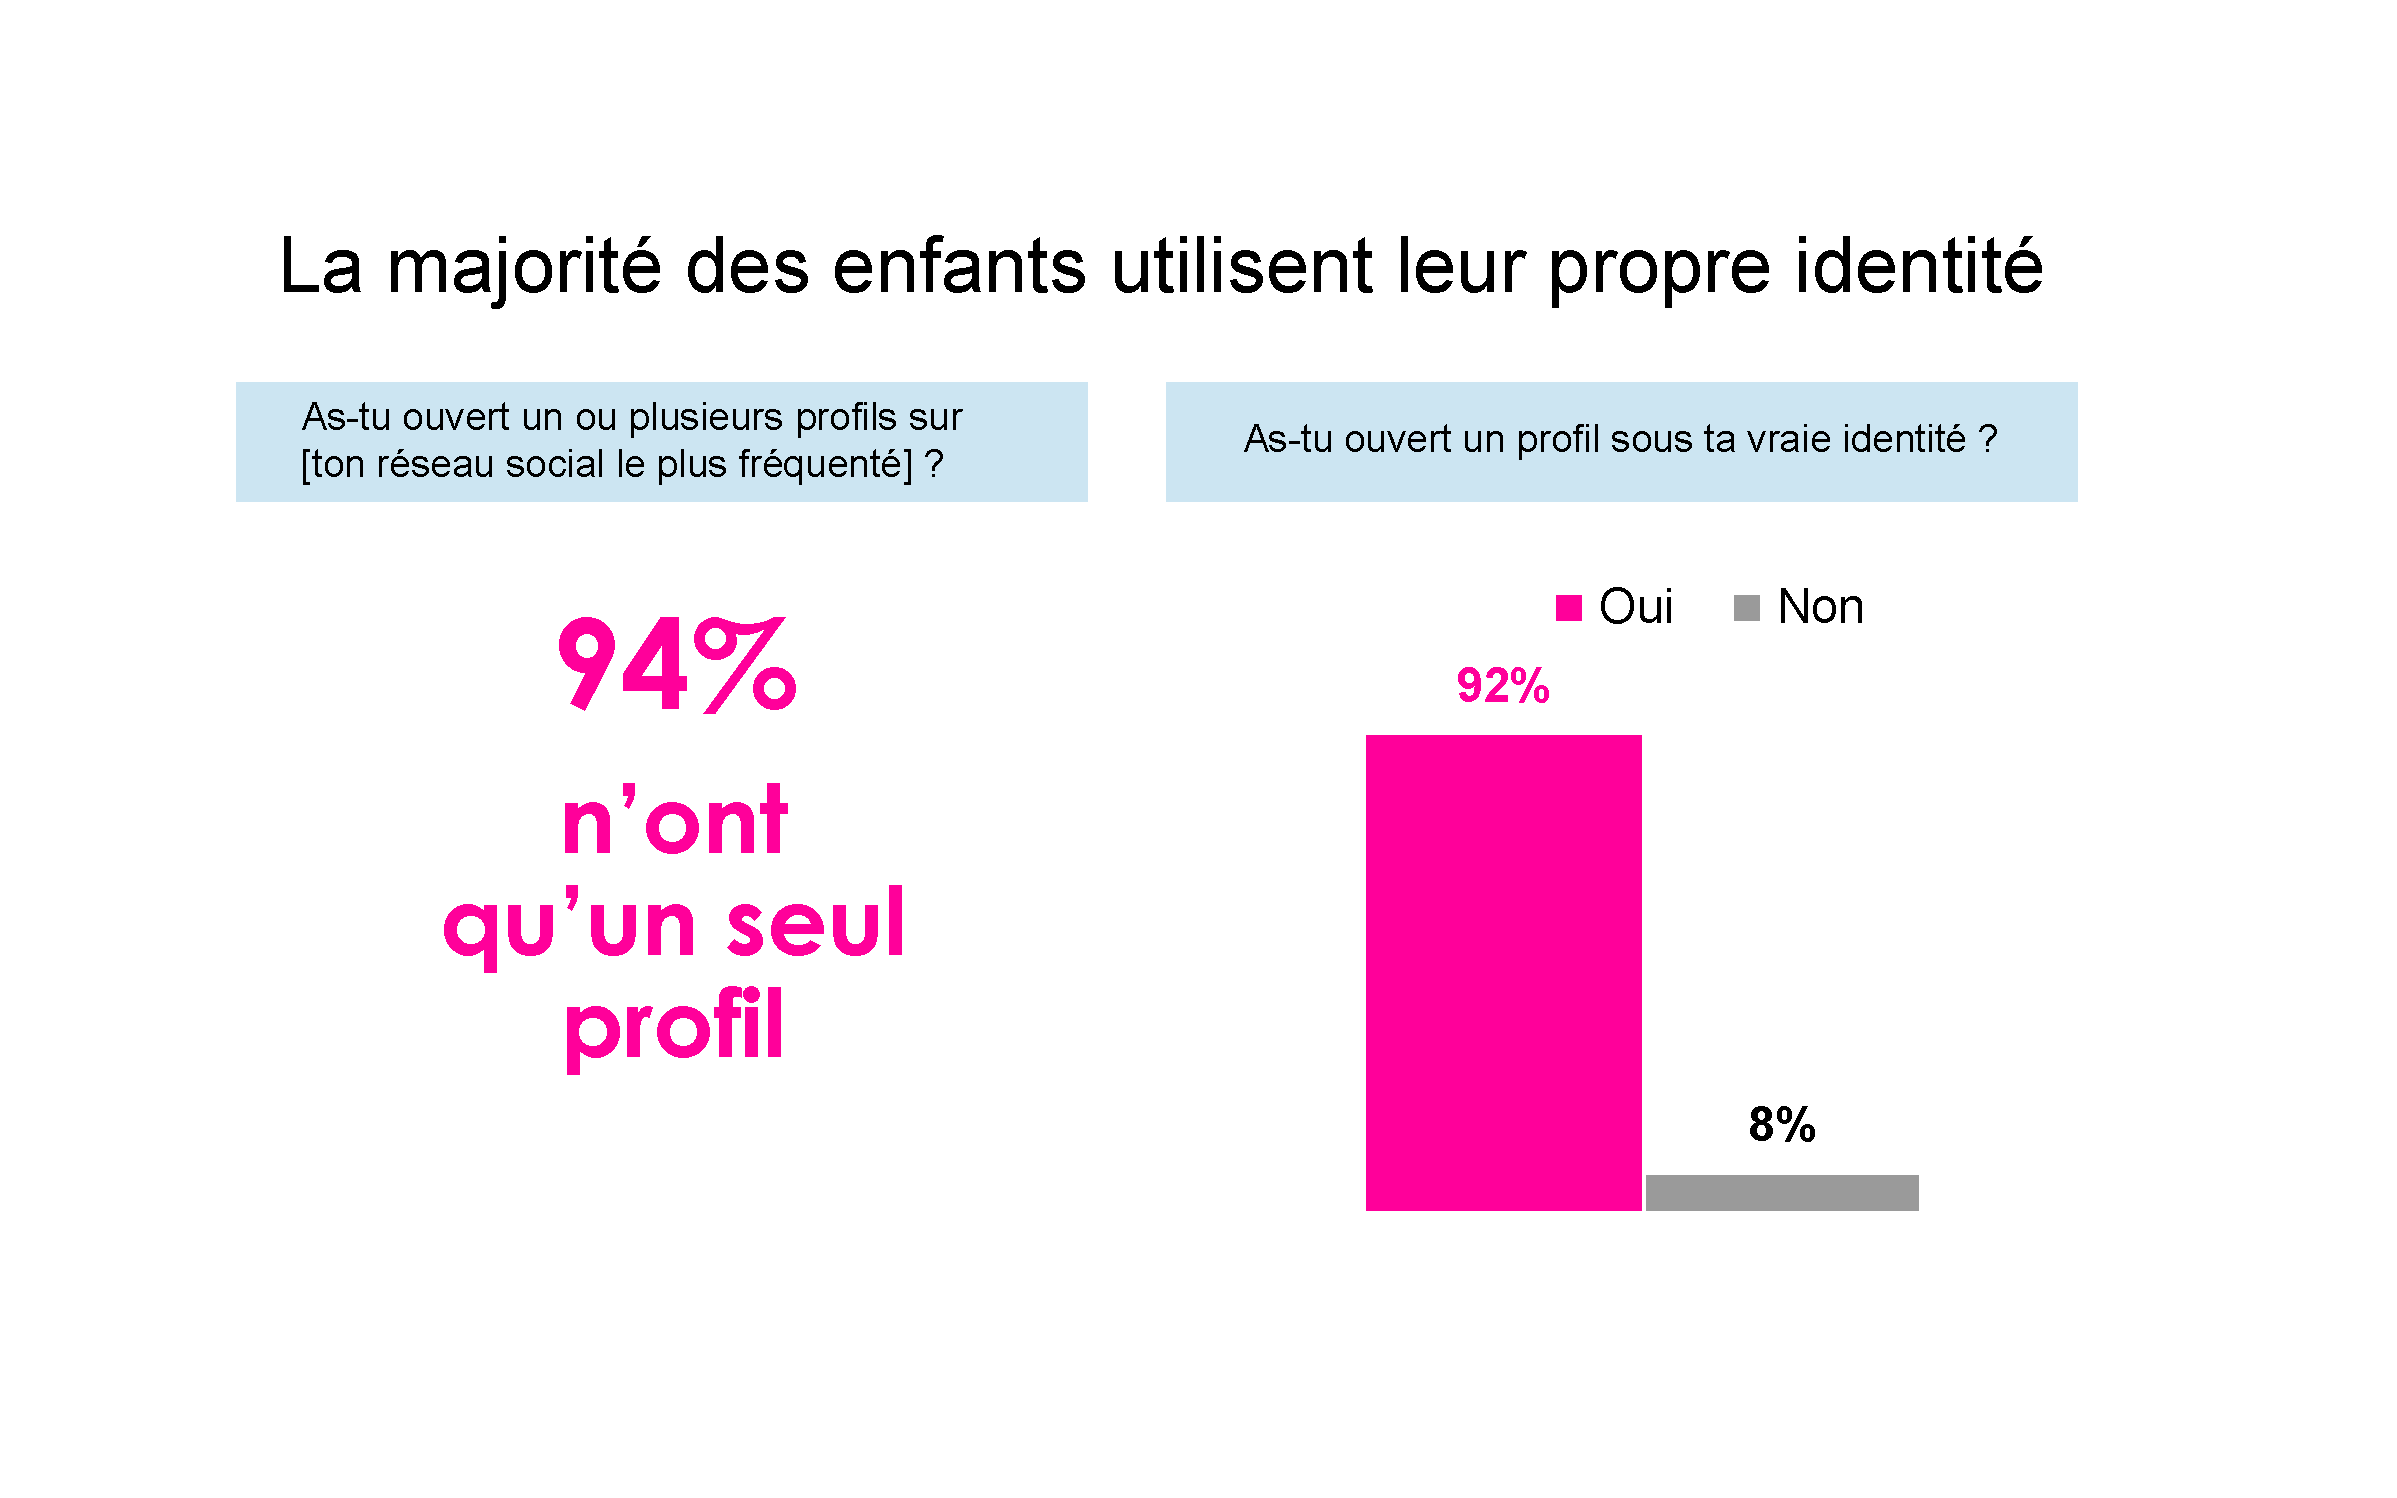 La majorité des enfants utilisent leur propre identité
As-tu ouvert un ou plusieurs profils sur
[ton réseau social le plus fréquenté] ?
94%
n’ont
qu’un seul
profil
As-tu ouvert un profil sous ta vraie identité ?
Oui Non
92%
8%